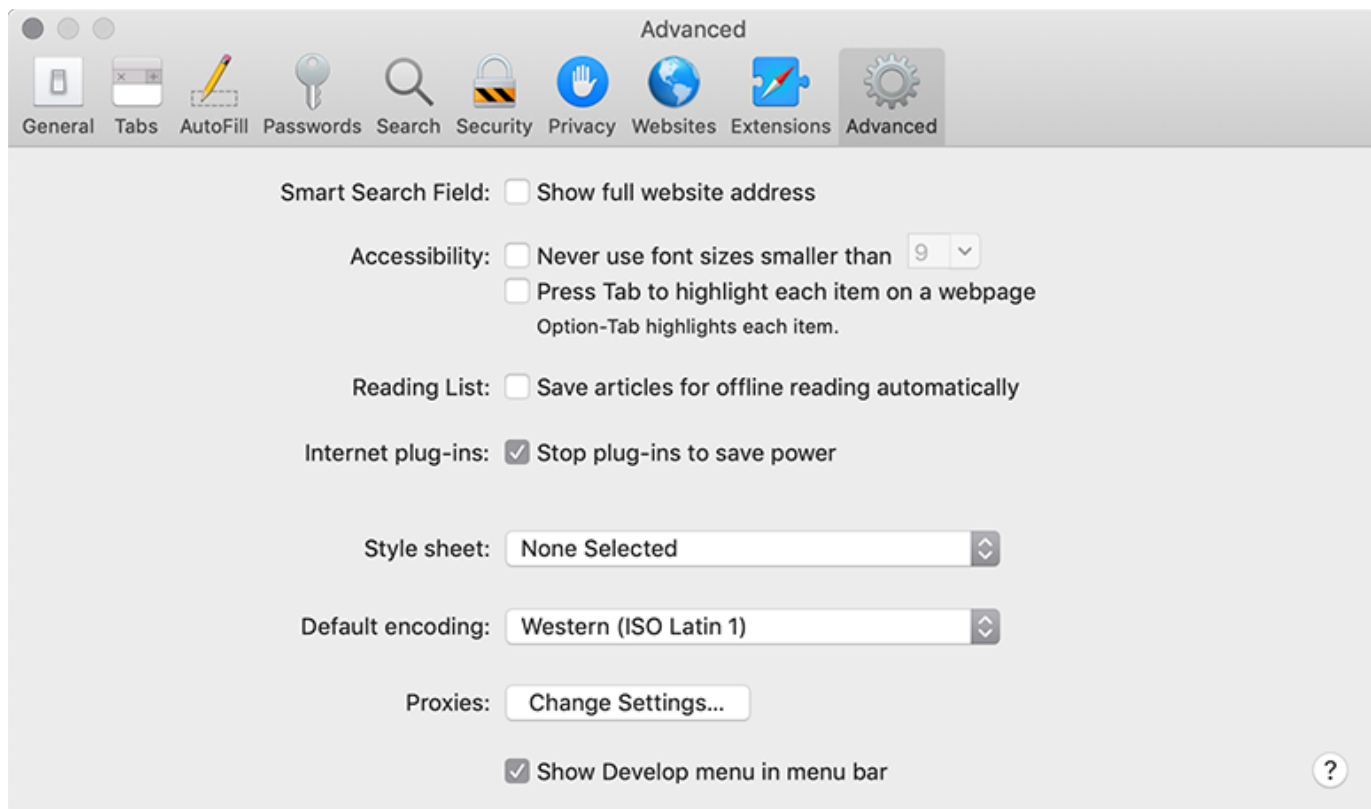 Advanced
General Tabs AutoFill Passwords Search Security Privacy Websites Extensions Advanced
Smart Search Field: Show full website address
Accessibility: Never use font sizes smaller than 9
Press Tab to highlight each item on a webpage
Option-Tab highlights each item.
Reading List: Save articles for offline reading automatically
Internet plug-ins: Stop plug-ins to save power
Style sheet: None Selected
Default encoding: Western (ISO Latin 1)
Proxies: Change Settings...
Show Develop menu in menu bar
?